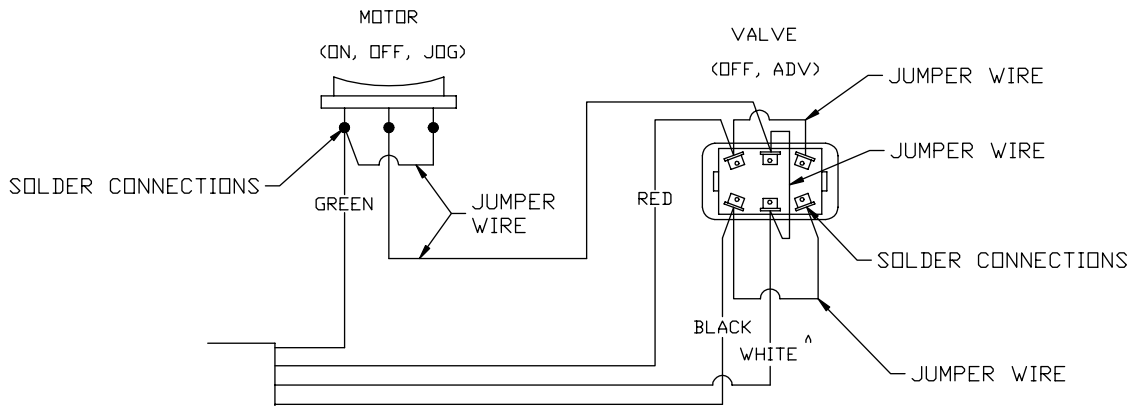 MOTOR
(ON, OFF, JOG)
VALVE
(OFF, ADV)
JUMPER WIRE
JUMPER WIRE
SOLDER CONNECTIONS
GREEN
JUMPER
WIRE
RED
SOLDER CONNECTIONS
BLACK
WHITE ^
JUMPER WIRE